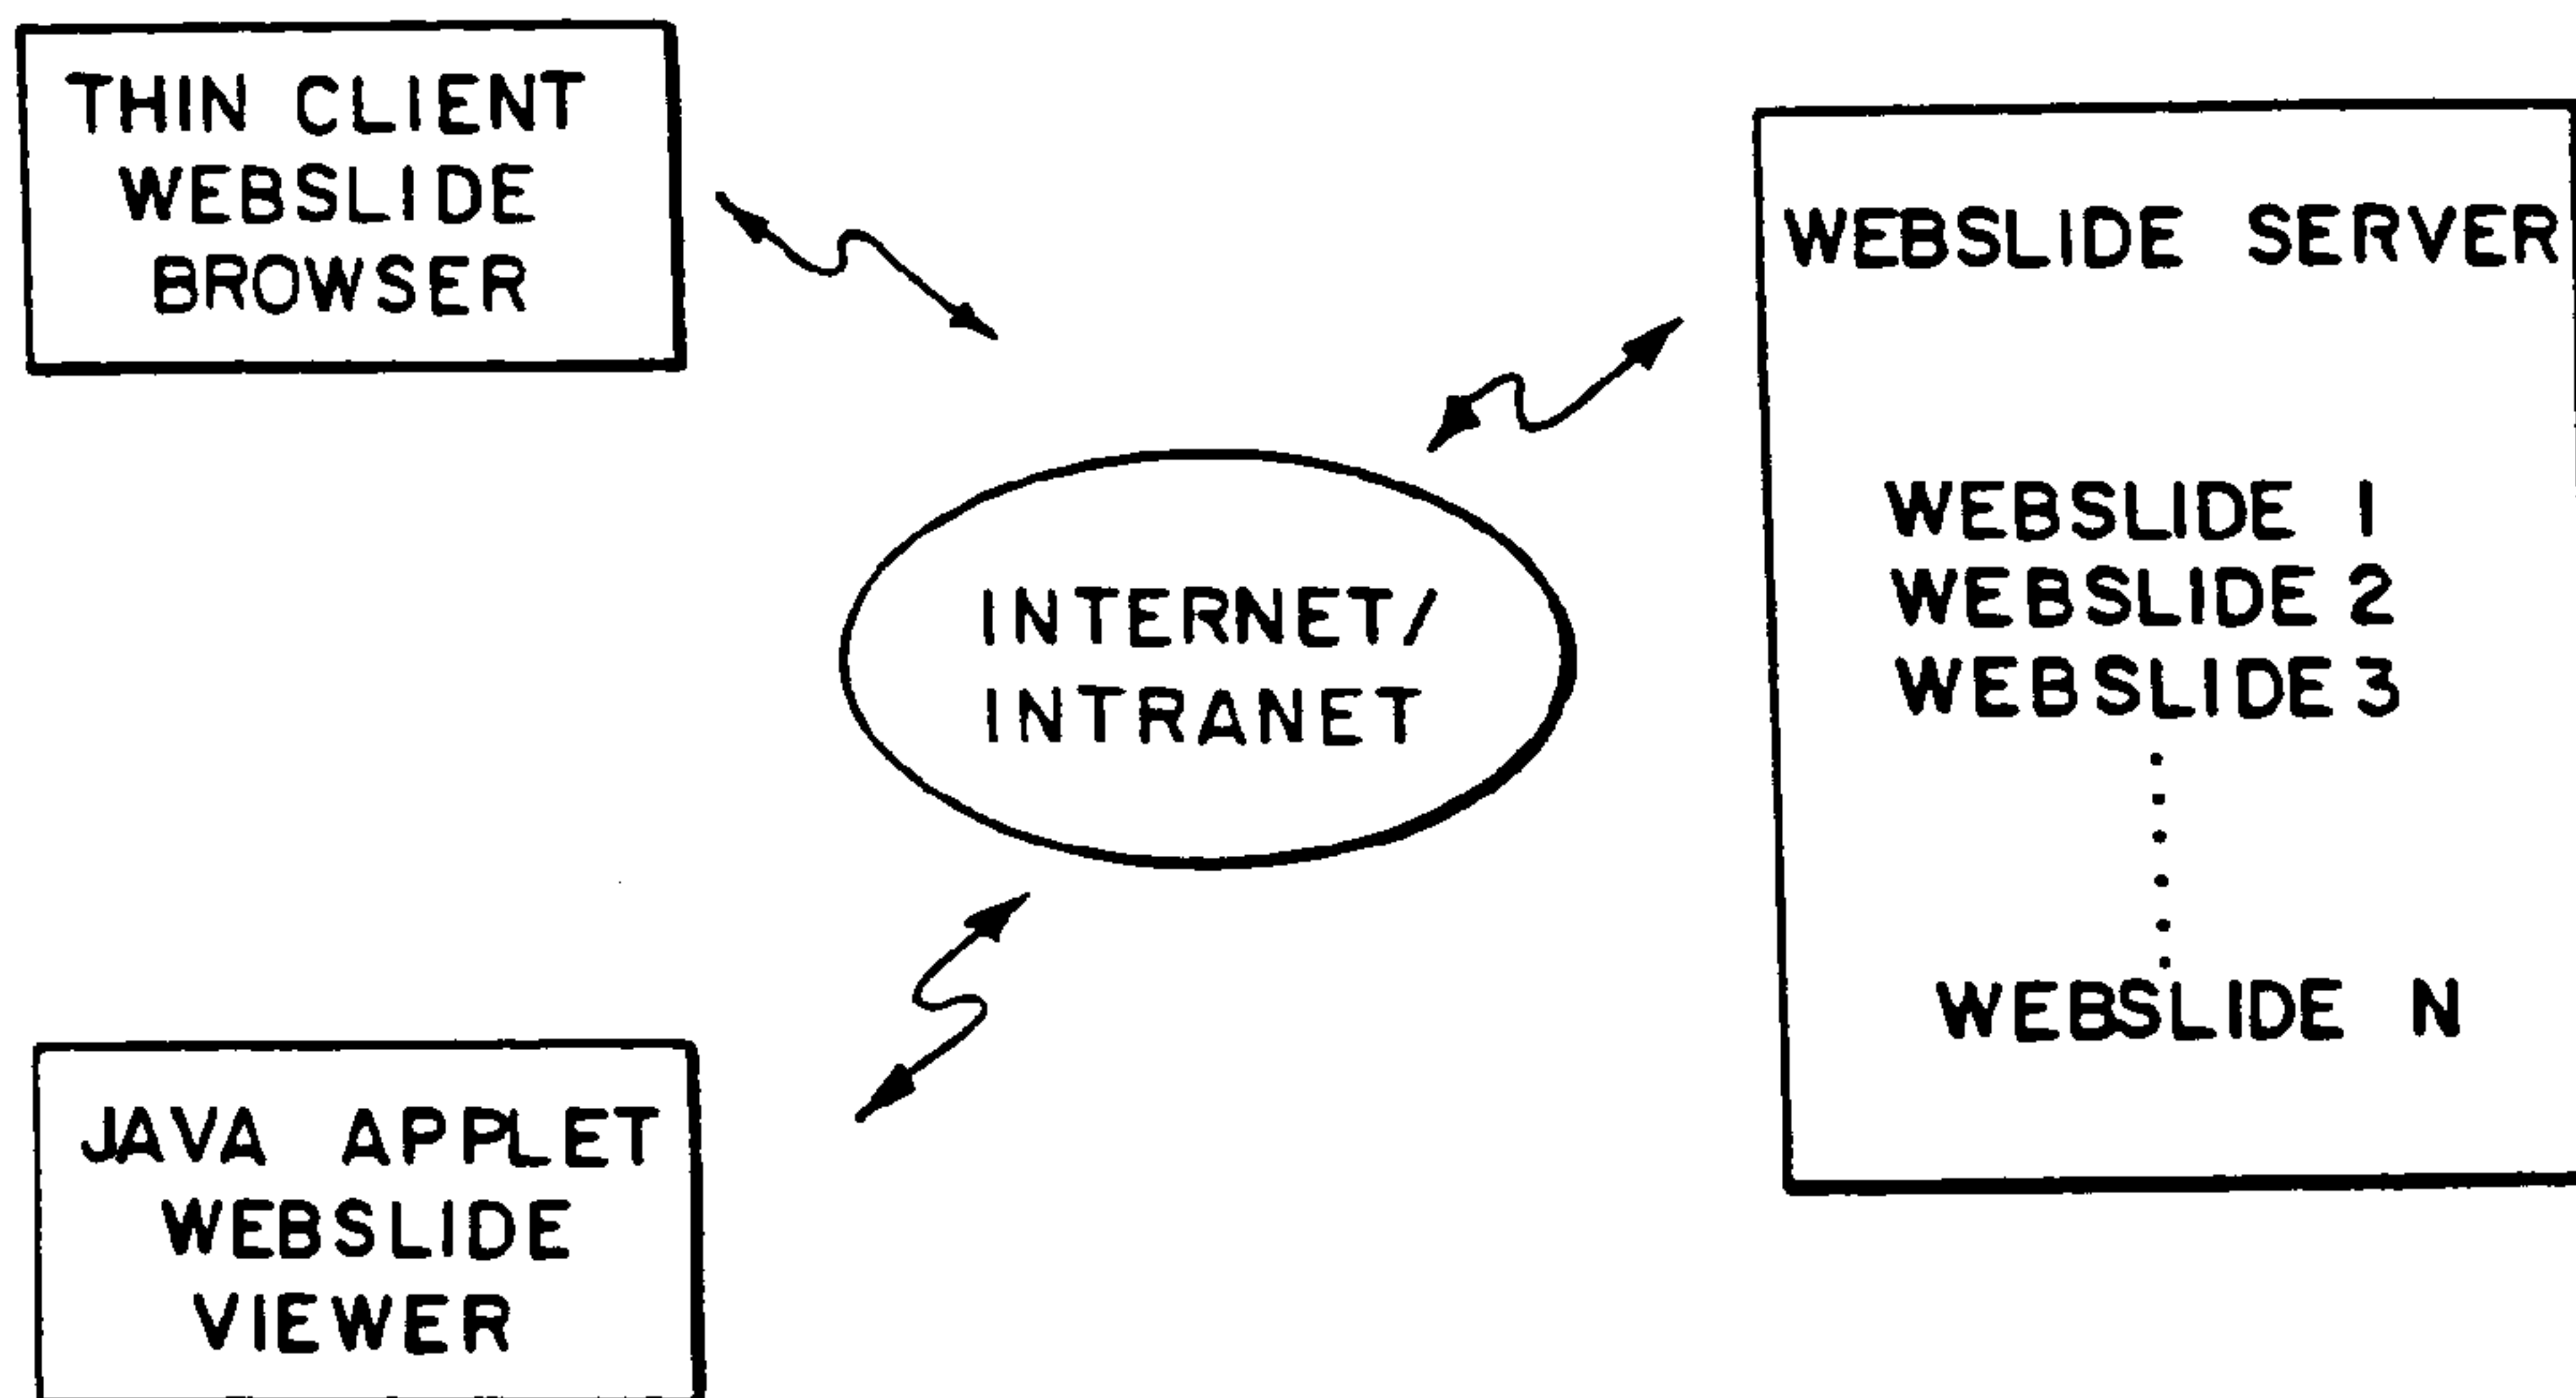 THIN CLIENT
WEBSLIDE
BROWSER
WEBSLIDE SERVER
WEBSLIDE 1
WEBSLIDE 2
WEBSLIDE 3
WEBSLIDE N
INTERNET/
INTRANET
JAVA APPLET
WEBSLIDE
VIEWER